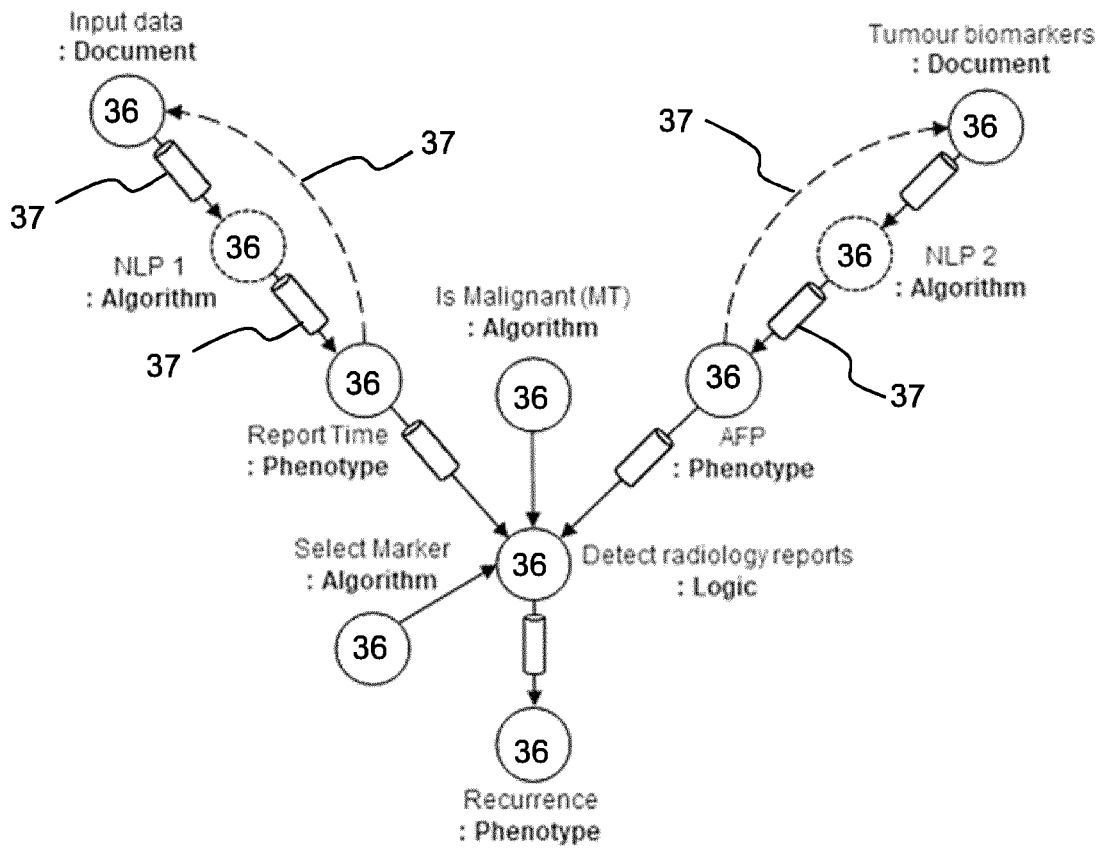 Input data
: Document
Tumour biomarkers
: Document
36
36
37
37
37
36
NLP 1
: Algorithm
36
NLP 2
: Algorithm
37
Is Malignant (MT)
: Algorithm
37
36
36
36
Report Time
: Phenotype
AFP
: Phenotype
Select Marker
: Algorithm
36
Detect radiology reports
: Logic
36
36
Recurrence
: Phenotype